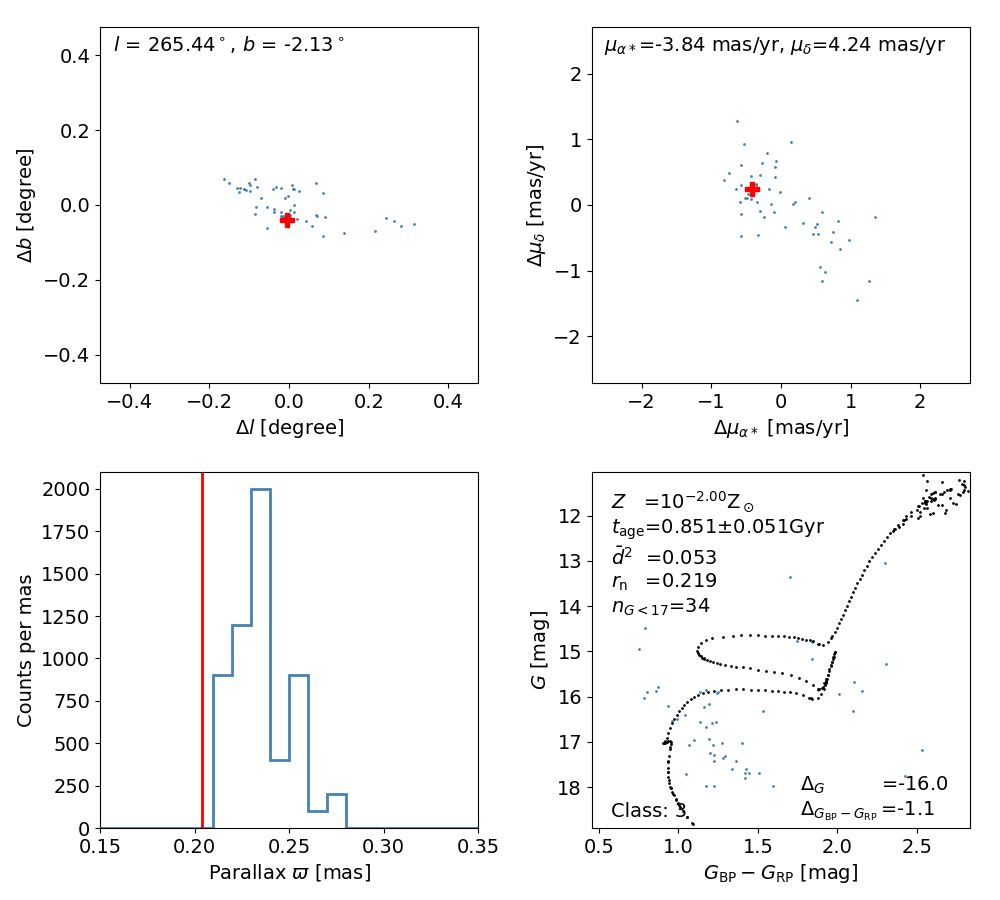 l = 265.44°, b = -2.13°
0.4
0.2
0.0
−0.2
−0.4
Δb [degree]
−0.4 −0.2 0.0 0.2 0.4
Δl [degree]
μα*=-3.84 mas/yr, μδ=4.24 mas/yr
2
1
0
−1
−2
Δμδ [mas/yr]
−2 −1 0 1 2
Δμα* [mas/yr]
2000
1750
1500
1250
1000
750
500
250
0
Counts per mas
0.15 0.20 0.25 0.30 0.35
Parallax ϖ [mas]
Z =10^−2.00 Z⊙
tage=0.851±0.051Gyr
d̄² =0.053
rn =0.219
nG<17=34
12
13
14
15
16
17
18
G [mag]
ΔG =-16.0
ΔGBP−GRP=-1.1
Class: 3
0.5 1.0 1.5 2.0 2.5
GBP − GRP [mag]